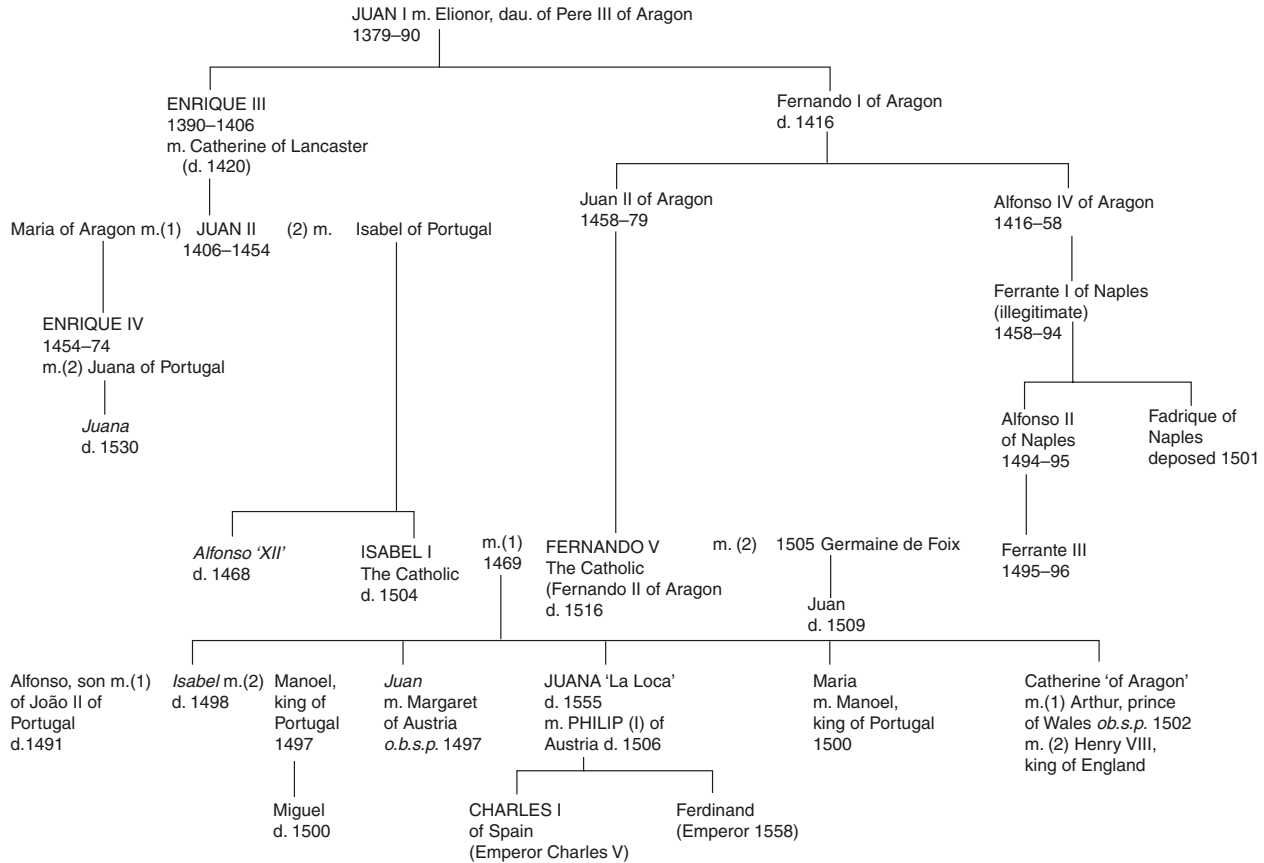 JUAN I m. Elionor, dau. of Pere III of Aragon
1379–90
ENRIQUE III
1390–1406
m. Catherine of Lancaster
(d. 1420)
Fernando I of Aragon
d. 1416
Juan II of Aragon
1458–79
Alfonso IV of Aragon
1416–58
Maria of Aragon m.(1) JUAN II (2) m. Isabel of Portugal
1406–1454
Ferrante I of Naples
(illegitimate)
1458–94
ENRIQUE IV
1454–74
m.(2) Juana of Portugal
Juana
d. 1530
Alfonso II
of Naples
1494–95
Fadrique of
Naples
deposed 1501
Alfonso ‘XII’
d. 1468
ISABEL I
The Catholic
d. 1504
m.(1)
1469
FERNANDO V
The Catholic
(Fernando II of Aragon
d. 1516
m. (2) 1505 Germaine de Foix
Juan
d. 1509
Ferrante III
1495–96
Alfonso, son m.(1)
of João II of
Portugal
d.1491
Isabel m.(2)
d. 1498
Manoel,
king of
Portugal
1497
Juan
m. Margaret
of Austria
o.b.s.p. 1497
JUANA ‘La Loca’
d. 1555
m. PHILIP (I) of
Austria d. 1506
Maria
m. Manoel,
king of Portugal
1500
Catherine ‘of Aragon’
m.(1) Arthur, prince
of Wales ob.s.p. 1502
m. (2) Henry VIII,
king of England
Miguel
d. 1500
CHARLES I
of Spain
(Emperor Charles V)
Ferdinand
(Emperor 1558)